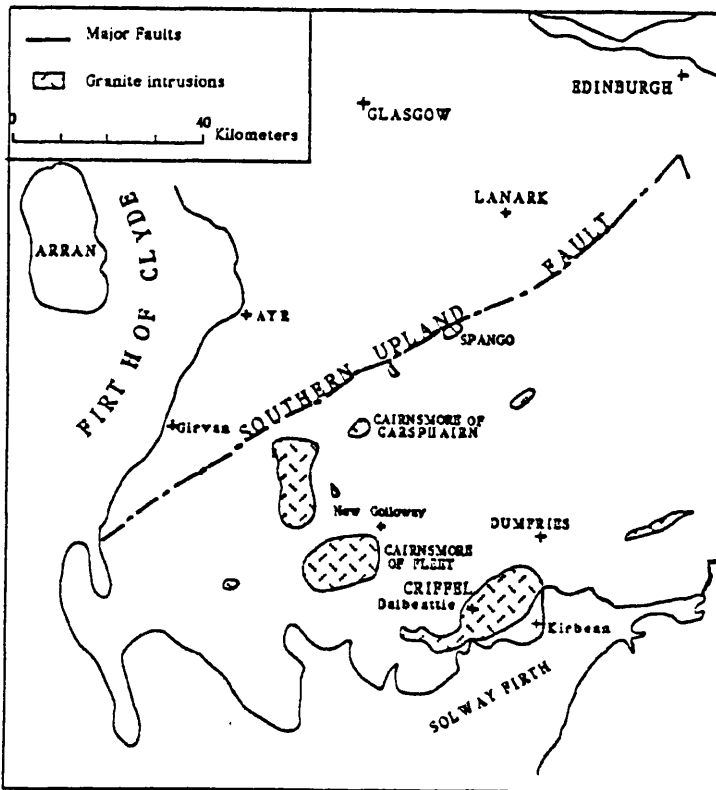 Major Faults
Granite intrusions
0 40
Kilometers
EDINBURGH
GLASGOW
LANARK
ARRAN
FIRTH OF CLYDE
AYR
SOUTHERN UPLAND FAULT
SPANGO
Girvan
CAIRNSMORE OF
CARSPHAIRN
New Golloway
DUMFRIES
CAIRNSMORE
OF FLEET
CRIFFEL
Dalbeattie
Kirbean
SOLWAY FIRTH